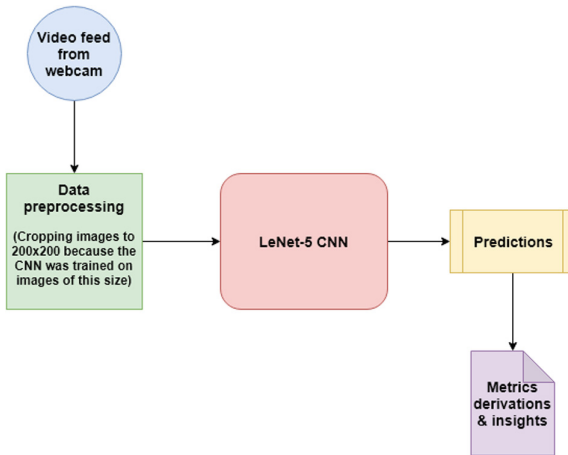 Video feed
from
webcam
Data
preprocessing
(Cropping images to
200x200 because the
CNN was trained on
images of this size)
LeNet-5 CNN
Predictions
Metrics
derivations
& insights